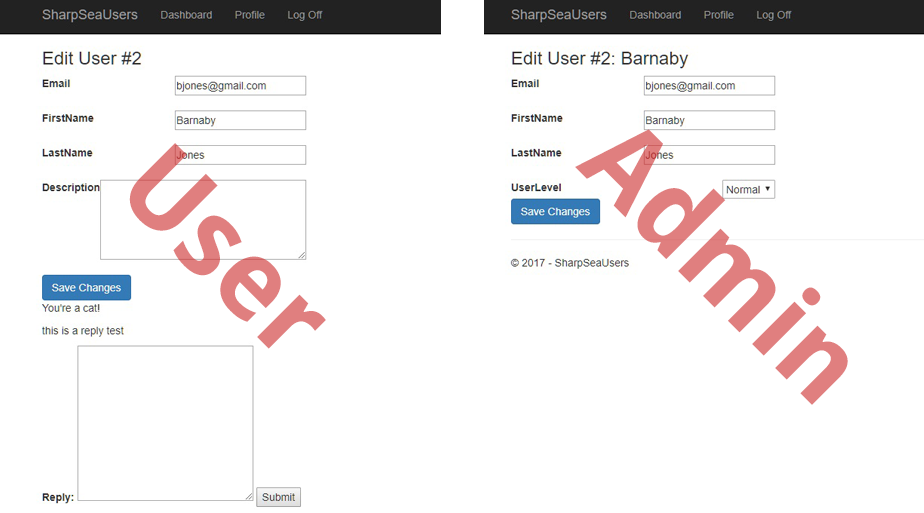 SharpSeaUsers Dashboard Profile Log Off
Edit User #2
Email bjones@gmail.com
FirstName Barnaby
LastName Jones
Description
Save Changes
You're a cat!
this is a reply test
Reply: Submit
User
SharpSeaUsers Dashboard Profile Log Off
Edit User #2: Barnaby
Email bjones@gmail.com
FirstName Barnaby
LastName Jones
UserLevel Normal
Save Changes
© 2017 - SharpSeaUsers
Admin